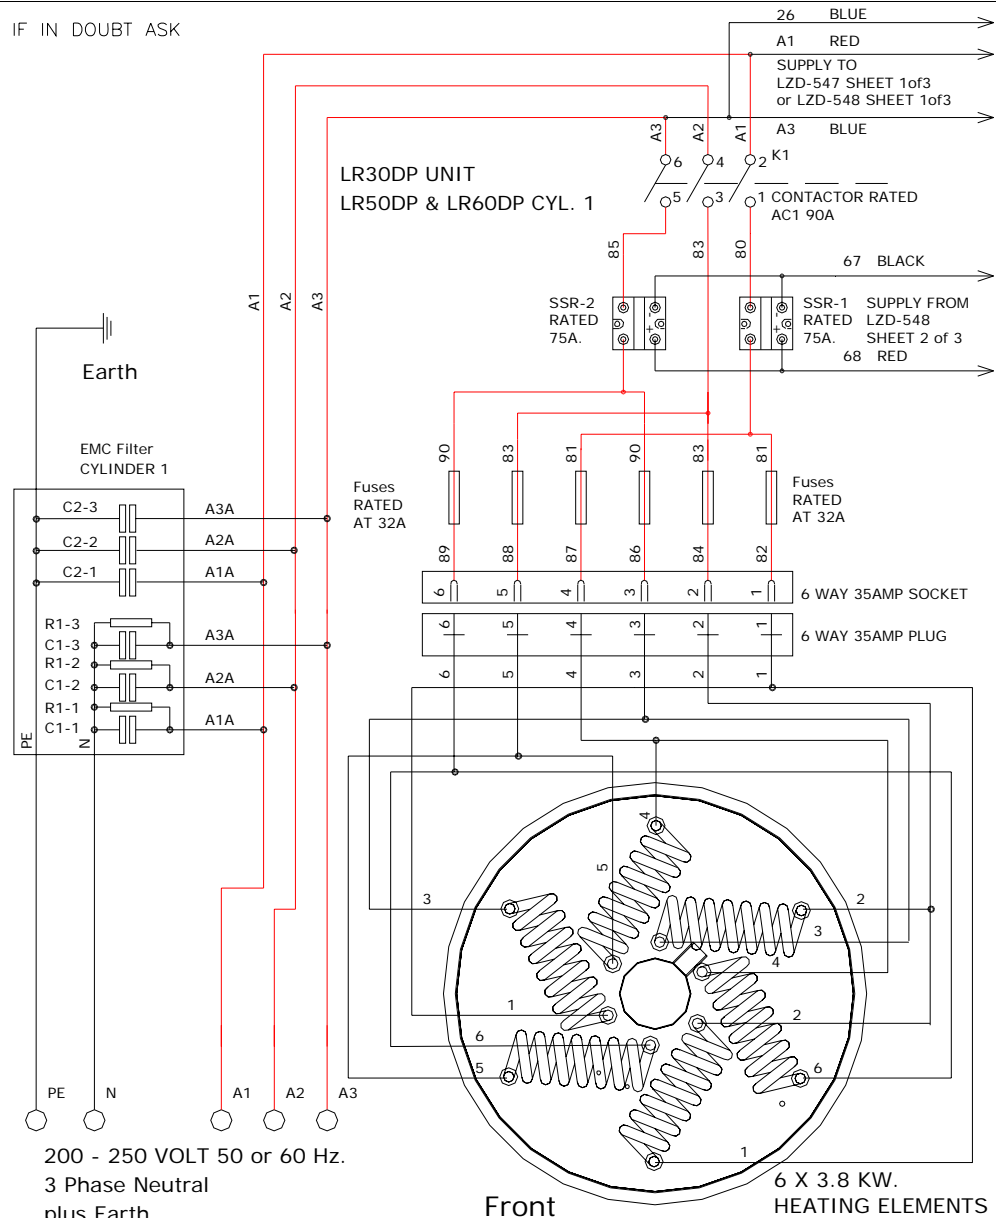 IF IN DOUBT ASK
26 BLUE
A1 RED
SUPPLY TO
LZD-547 SHEET 1of3
or LZD-548 SHEET 1of3
A3 BLUE
A3
A2
A1
6
4
2
K1
LR30DP UNIT
LR50DP & LR60DP CYL. 1
5
3
1
CONTACTOR RATED
AC1 90A
85
83
80
67 BLACK
A1
A2
A3
SSR-2
RATED
75A.
-
+
-
+
SSR-1
RATED
75A.
SUPPLY FROM
LZD-548
SHEET 2 of 3
68 RED
Earth
EMC Filter
CYLINDER 1
90
83
81
90
83
81
Fuses
RATED
AT 32A
Fuses
RATED
AT 32A
C2-3
A3A
C2-2
A2A
C2-1
A1A
89
88
87
86
84
82
6
5
4
3
2
1
6 WAY 35AMP SOCKET
R1-3
C1-3
A3A
R1-2
C1-2
A2A
R1-1
C1-1
A1A
PE
N
6
5
4
3
2
1
6 WAY 35AMP PLUG
6
5
4
3
2
1
4
5
3
2
3
4
1
2
6
5
6
1
PE
N
A1
A2
A3
200 - 250 VOLT 50 or 60 Hz.
3 Phase Neutral
plus Earth
Front
6 X 3.8 KW.
HEATING ELEMENTS